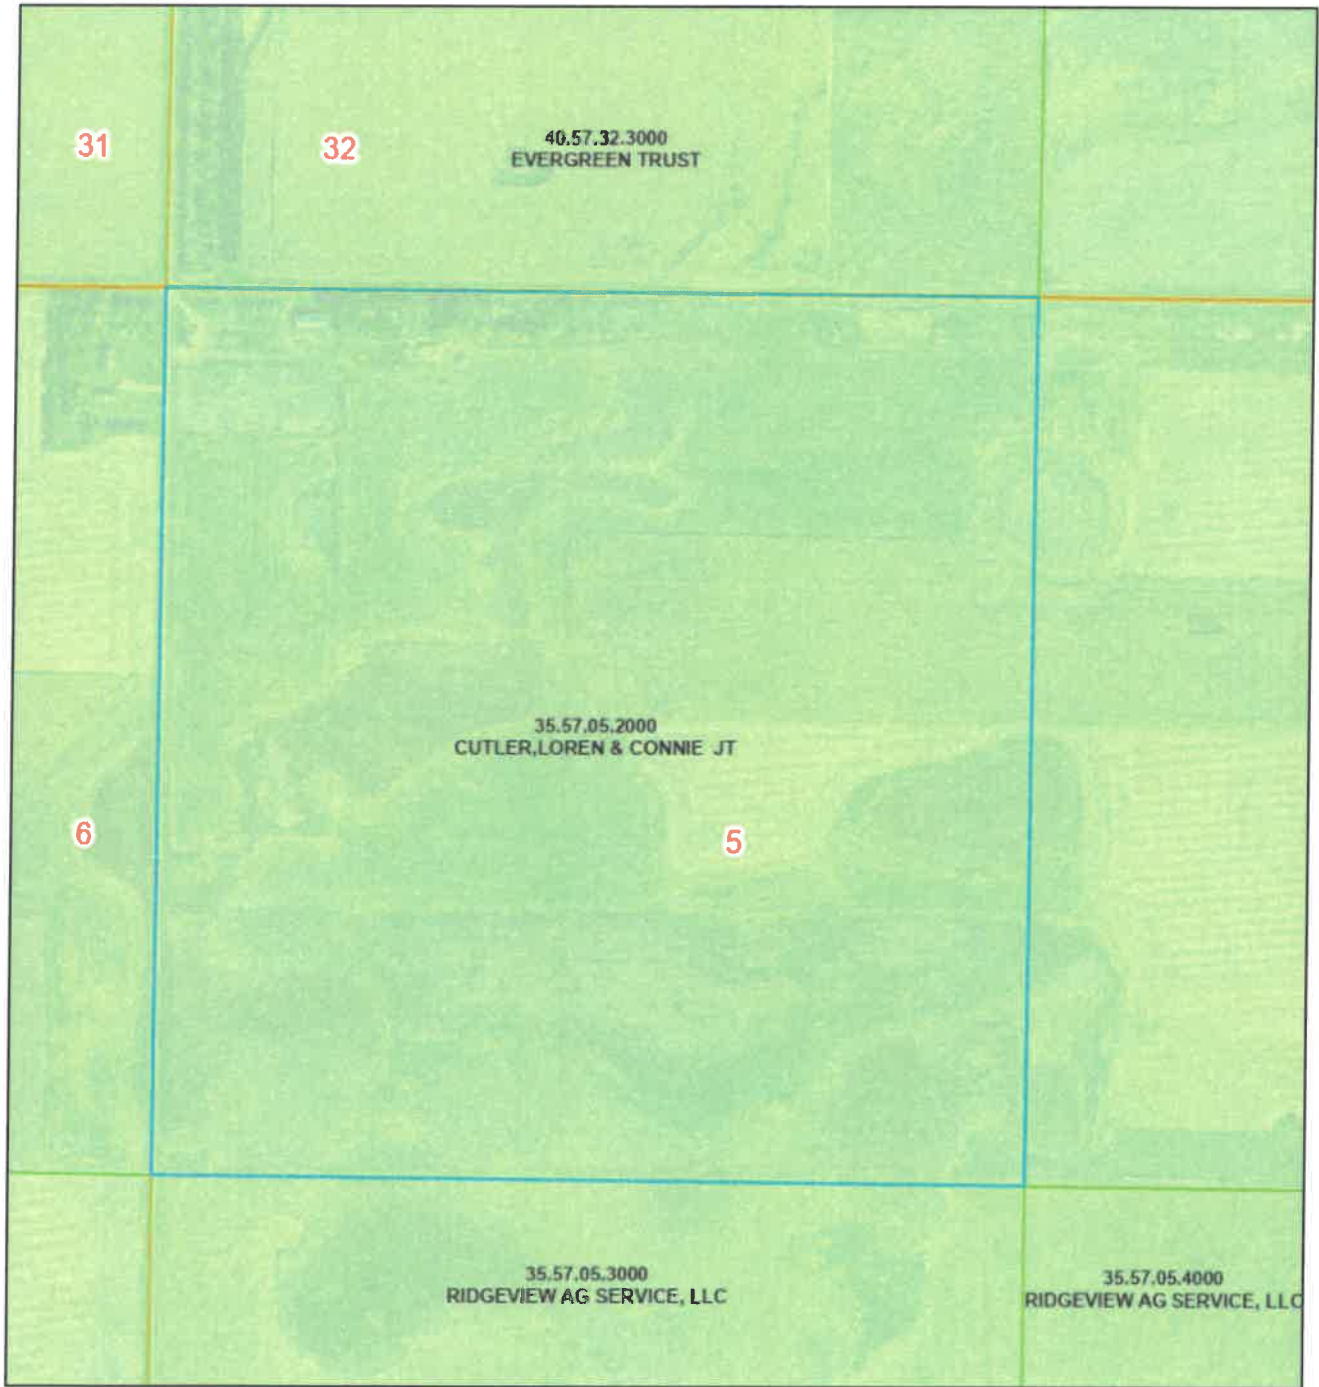 31
32
40.57.32.3000
EVERGREEN TRUST
35.57.05.2000
CUTLER,LOREN & CONNIE JT
6
5
35.57.05.3000
RIDGEVIEW AG SERVICE, LLC
35.57.05.4000
RIDGEVIEW AG SERVICE, LLC